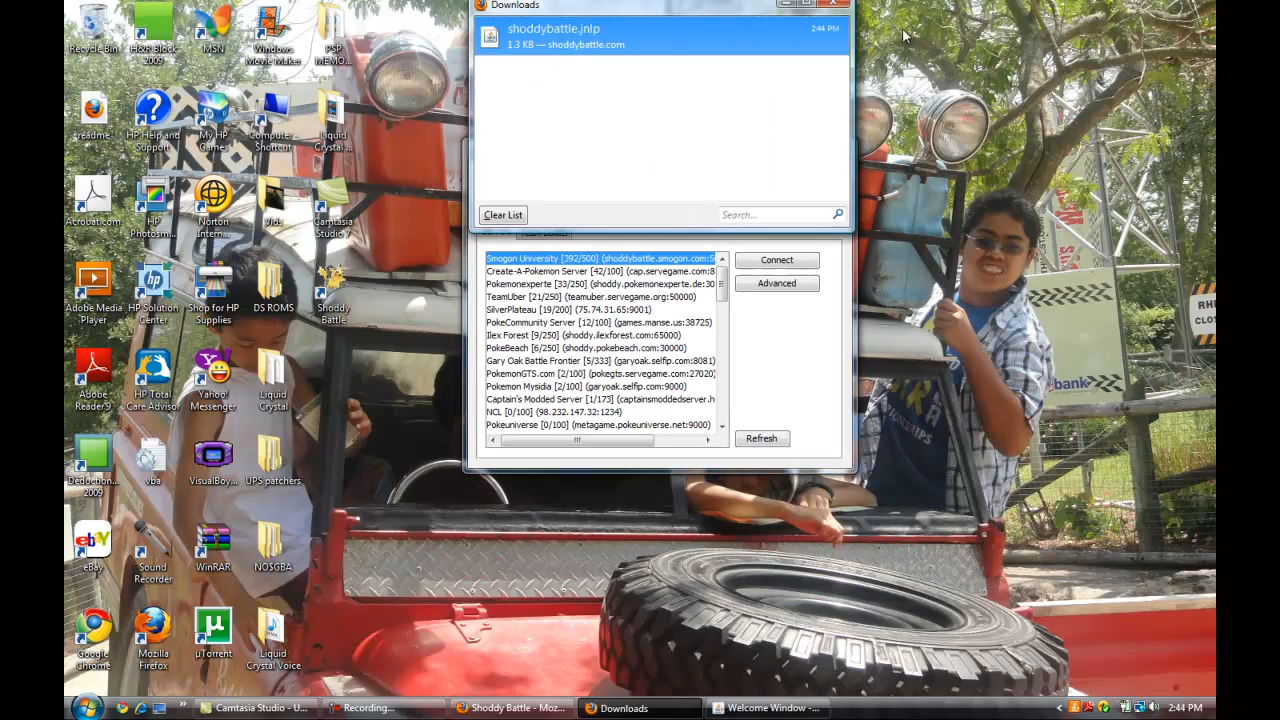 Recycle Bin
H&R Block 2009
MSN
Windows Movie Maker
PSP MEMO...
readme
HP Help and Support
My HP Games
Computer - Shortcut
Liquid Crystal ...
Acrobat.com
HP Photosm...
Norton Intern...
Vids
Camtasia Studio 7
Adobe Media Player
HP Solution Center
Shop for HP Supplies
DS ROMS
Shoddy Battle
Adobe Reader 9
HP Total Care Advisor
Yahoo! Messenger
Liquid Crystal
Deduction... 2009
vba
VisualBoy...
UPS patchers
eBay
Sound Recorder
WinRAR
NO$GBA
Google Chrome
Mozilla Firefox
µTorrent
Liquid Crystal Voice
Downloads
shoddybattle.jnlp
2:44 PM
1.3 KB — shoddybattle.com
Clear List
Search...
Team Builder
Smogon University [392/500] (shoddybattle.smogon.com:5
Create-A-Pokemon Server [42/100] (cap.servegame.com:8
Pokemonexperte [33/250] (shoddy.pokemonexperte.de:30
TeamUber [21/250] (teamuber.servegame.org:50000)
SilverPlateau [19/200] (75.74.31.65:9001)
PokeCommunity Server [12/100] (games.manse.us:38725)
Ilex Forest [9/250] (shoddy.ilexforest.com:65000)
PokeBeach [6/250] (shoddy.pokebeach.com:30000)
Gary Oak Battle Frontier [5/333] (garyoak.selfip.com:8081)
PokemonGTS.com [2/100] (pokegts.servegame.com:27020)
Pokemon Mysidia [2/100] (garyoak.selfip.com:9000)
Captain's Modded Server [1/173] (captainsmoddedserver.h
NCL [0/100] (98.232.147.32:1234)
Pokeuniverse [0/100] (metagame.pokeuniverse.net:9000)
Connect
Advanced
Refresh
bank
RHI
CLOS
Camtasia Studio - U...
Recording...
Shoddy Battle - Moz...
Downloads
Welcome Window -...
2:44 PM